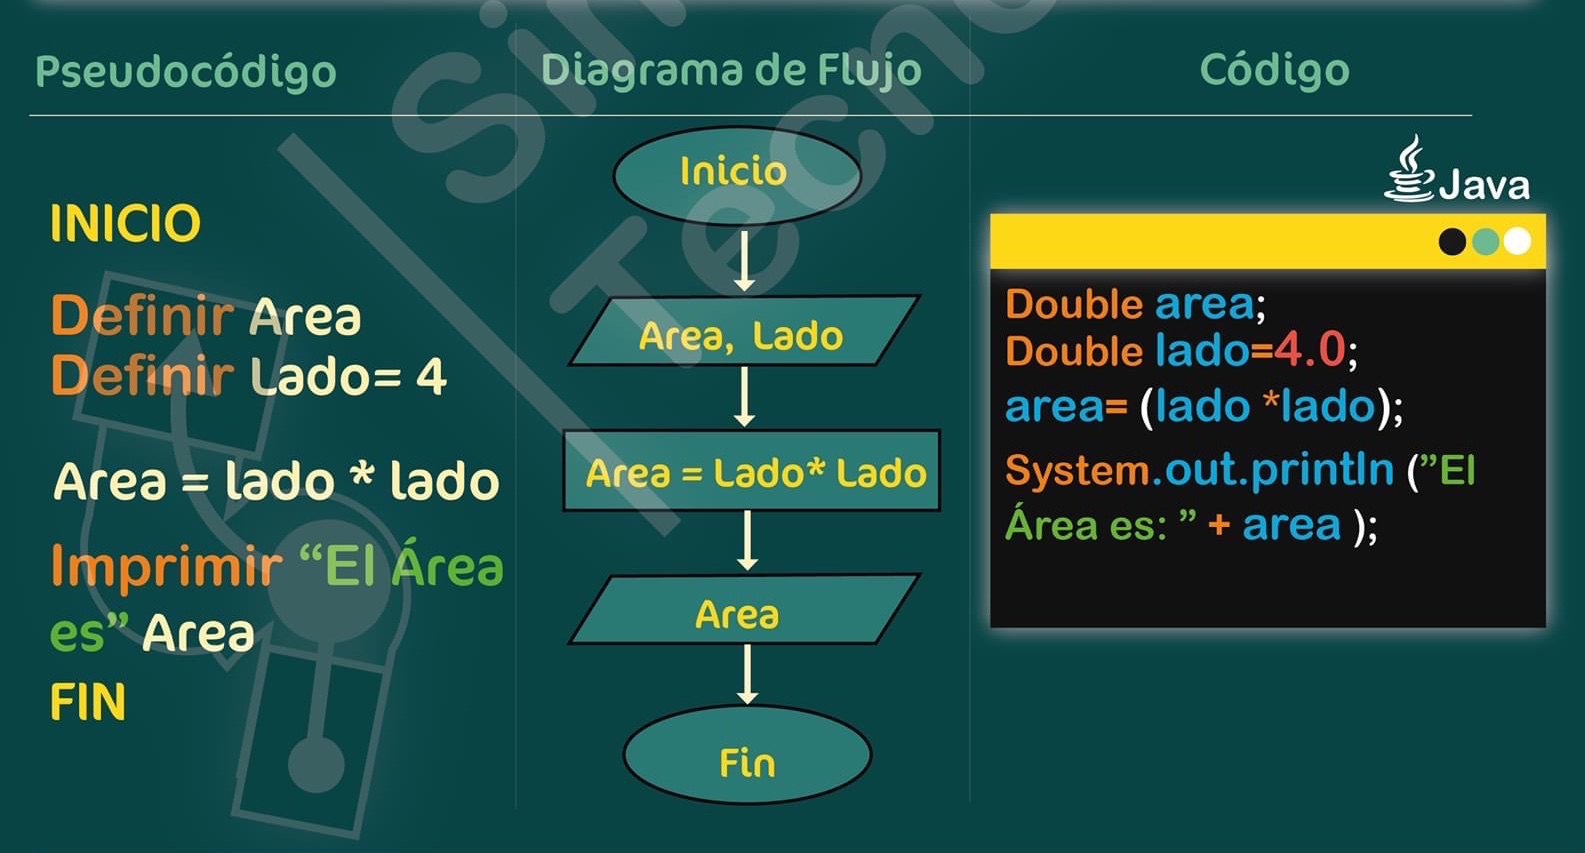 Pseudocódigo
INICIO
Definir Area
Definir Lado= 4
Area = lado * lado
Imprimir “El Área
es” Area
FIN
Diagrama de Flujo
Inicio
Area, Lado
Area = Lado* Lado
Area
Fin
Código
Java
Double area;
Double lado=4.0;
area= (lado *lado);
System.out.println (”El
Área es: ” + area );